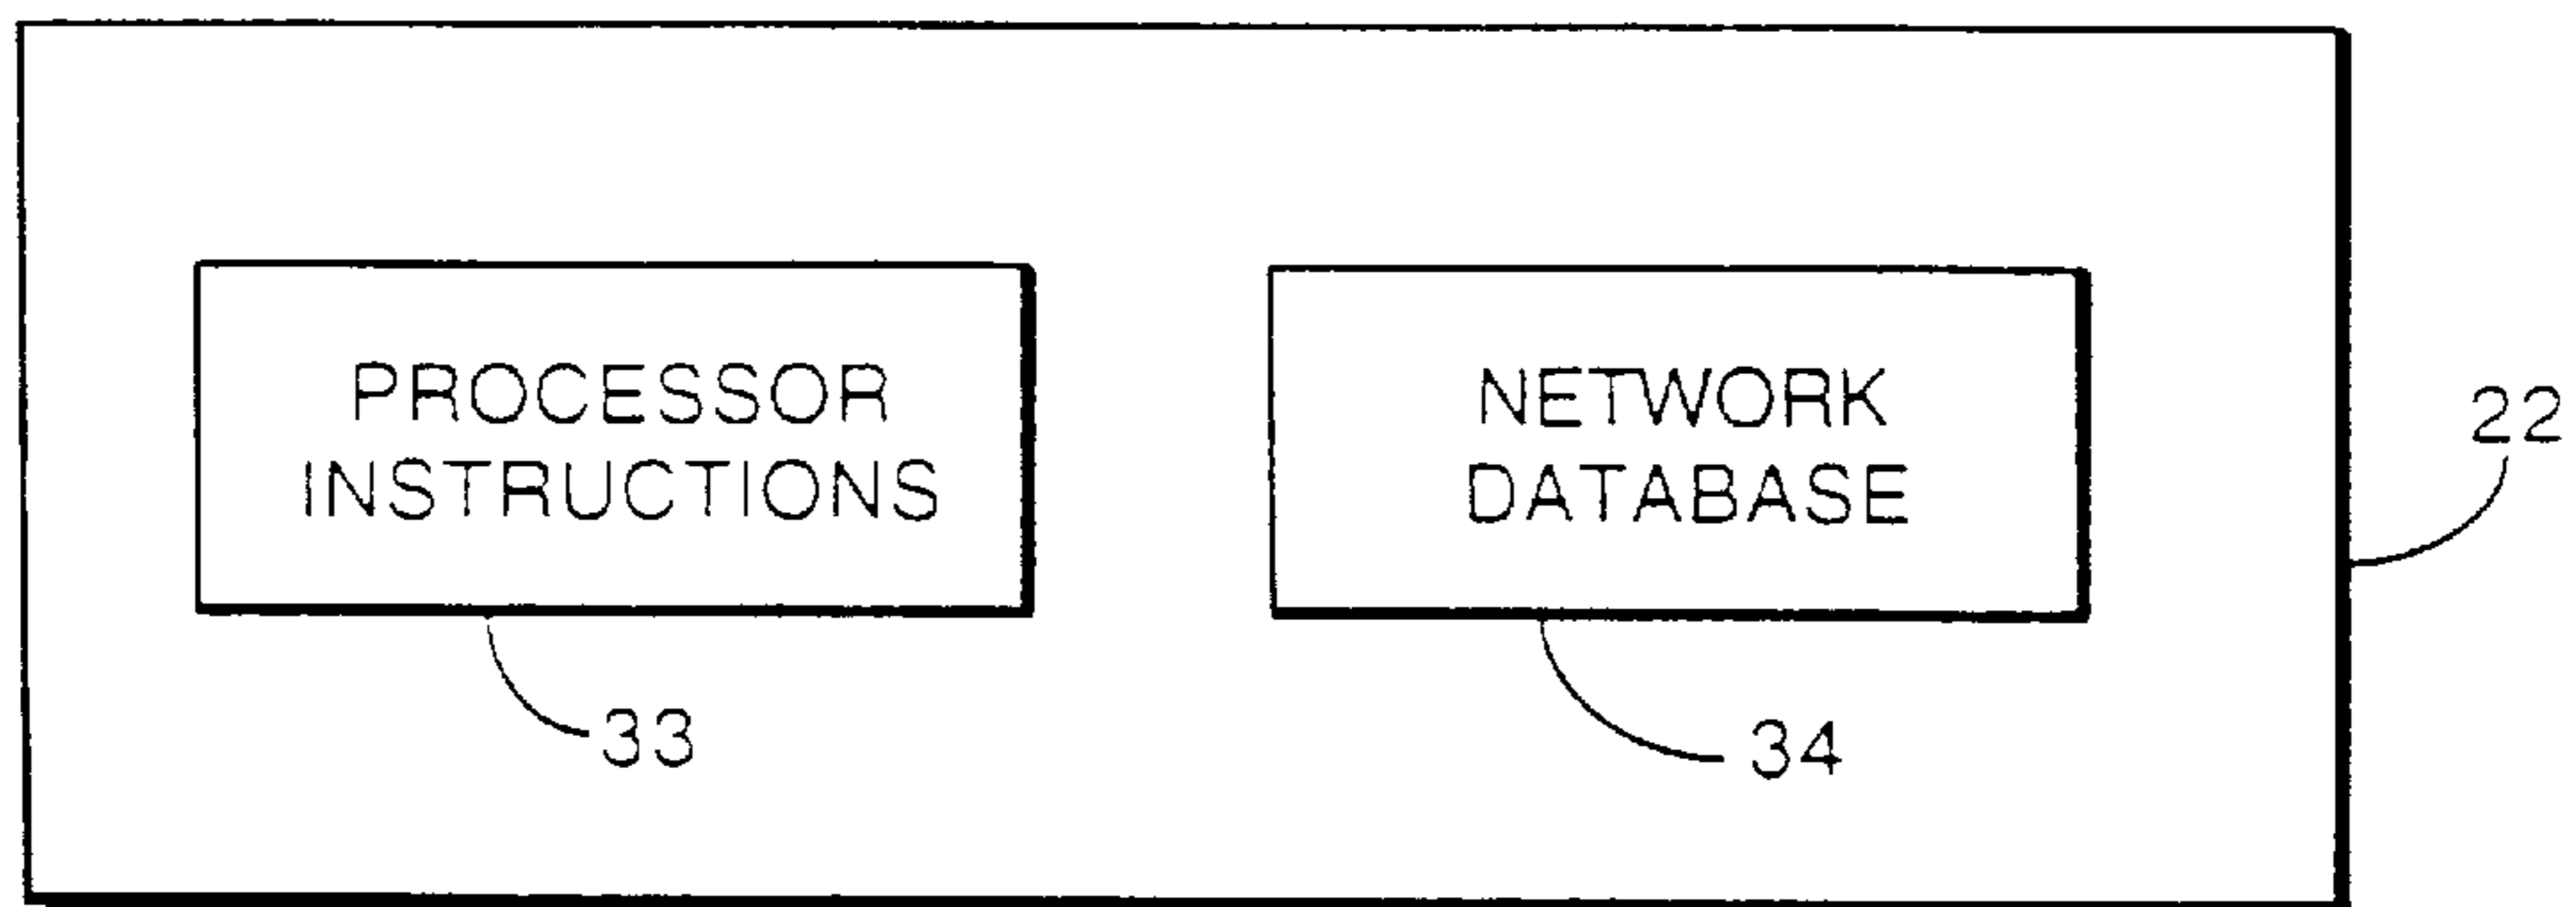 PROCESSOR
INSTRUCTIONS
NETWORK
DATABASE
22
33
34